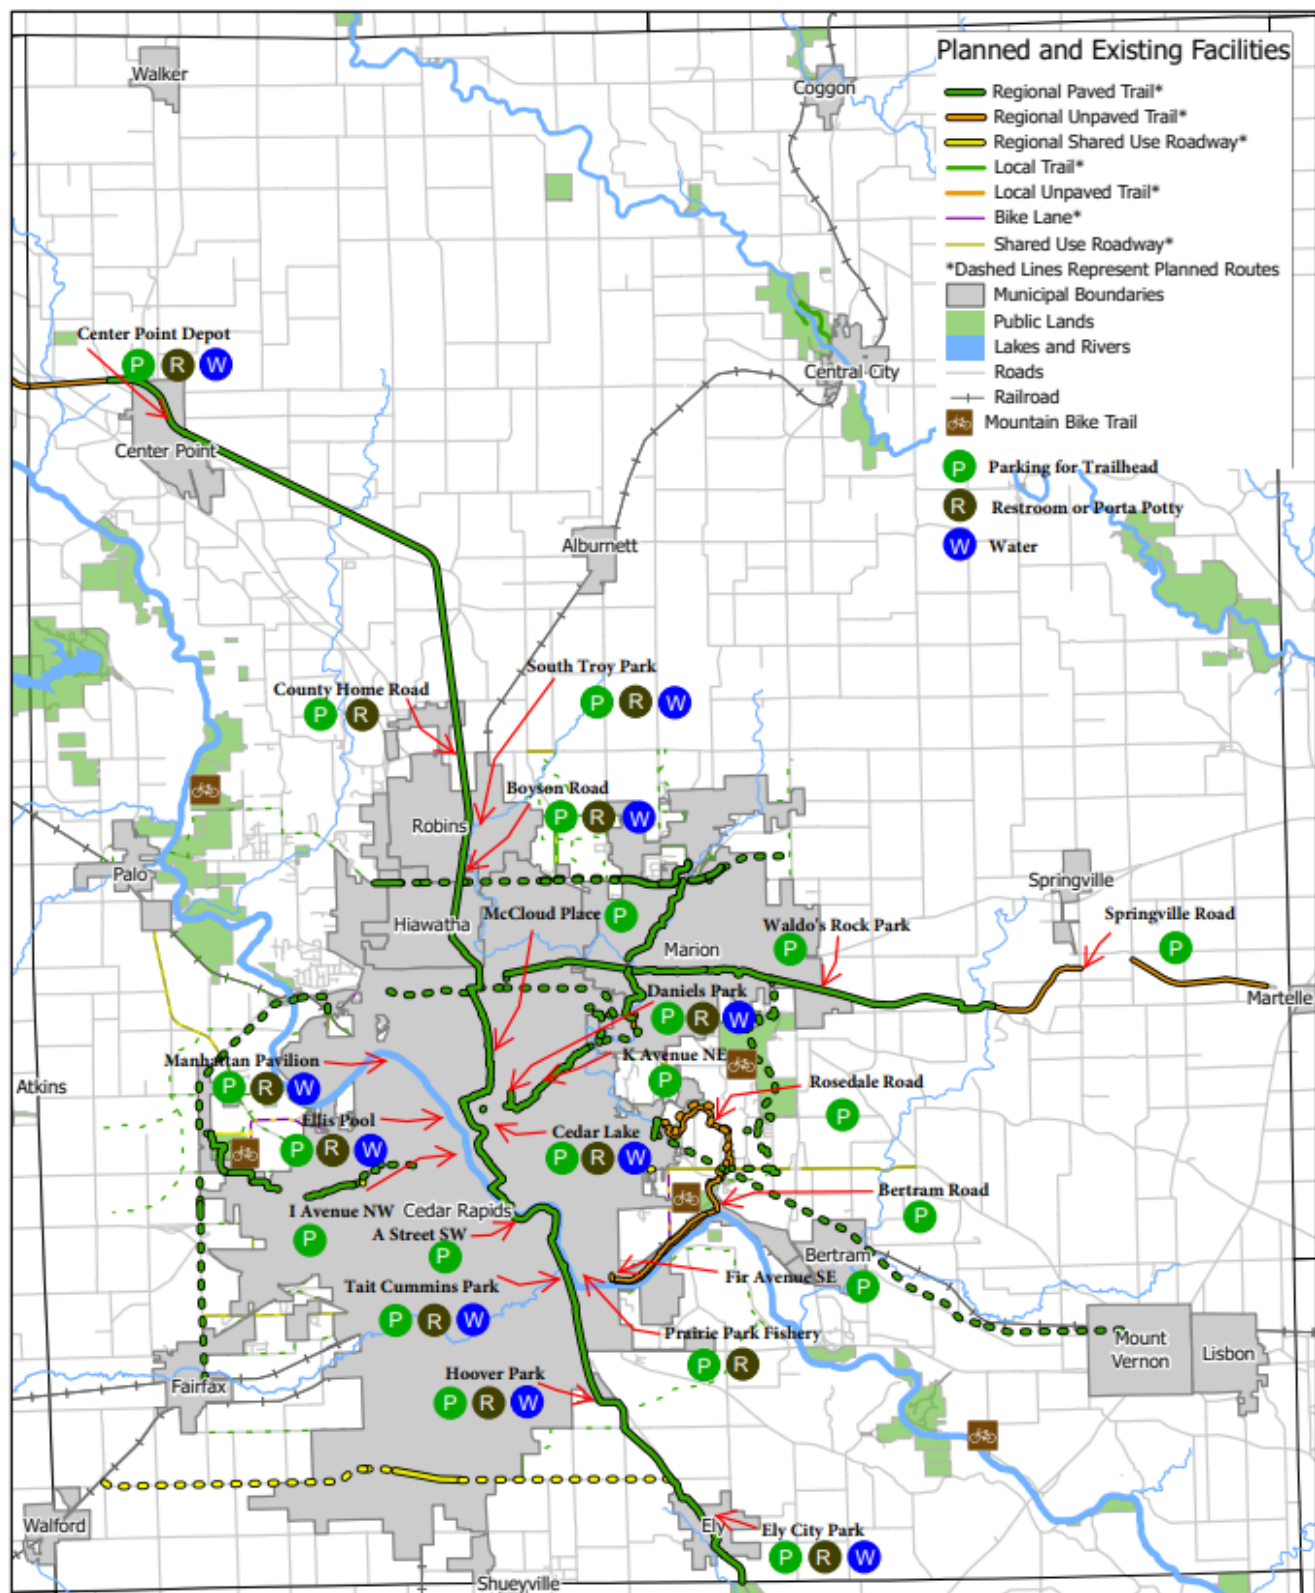 Planned and Existing Facilities
Regional Paved Trail*
Regional Unpaved Trail*
Regional Shared Use Roadway*
Local Trail*
Local Unpaved Trail*
Bike Lane*
Shared Use Roadway*
*Dashed Lines Represent Planned Routes
Municipal Boundaries
Public Lands
Lakes and Rivers
Roads
Railroad
Mountain Bike Trail
P Parking for Trailhead
R Restroom or Porta Potty
W Water
Walker
Coggon
Center Point Depot
P R W
Central City
Center Point
Alburnett
South Troy Park
P R W
County Home Road
P R
Boyson Road
P R W
Robins
Palo
Springville
Hiawatha
McCloud Place
P
Waldo's Rock Park
P
Springville Road
P
Marion
Daniels Park
P R W
Martelle
Manhattan Pavilion
P R W
K Avenue NE
P
Atkins
Rosedale Road
P
Ellis Pool
P R W
Cedar Lake
P R W
I Avenue NW
P
Cedar Rapids
Bertram Road
P
A Street SW
P
Bertram
P
Tait Cummins Park
P R W
Fir Avenue SE
Prairie Park Fishery
P R
Mount
Vernon
Lisbon
Hoover Park
P R W
Fairfax
Walford
Ely
Ely City Park
P R W
Shueyville